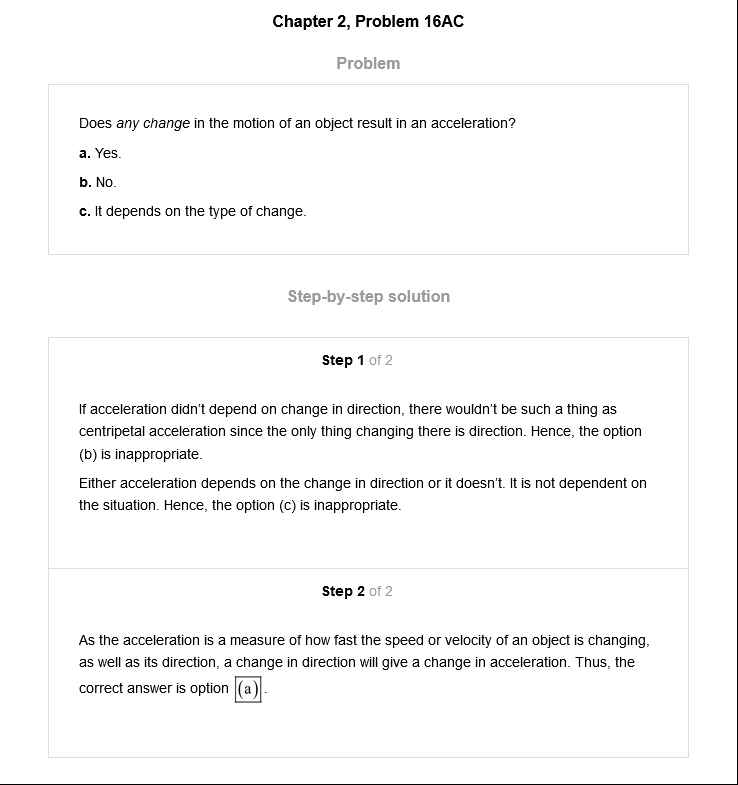 Chapter 2, Problem 16AC
Problem
Does any change in the motion of an object result in an acceleration?
a. Yes.
b. No.
c. It depends on the type of change.
Step-by-step solution
Step 1 of 2
If acceleration didn't depend on change in direction, there wouldn't be such a thing as
centripetal acceleration since the only thing changing there is direction. Hence, the option
(b) is inappropriate.
Either acceleration depends on the change in direction or it doesn't. It is not dependent on
the situation. Hence, the option (c) is inappropriate.
Step 2 of 2
As the acceleration is a measure of how fast the speed or velocity of an object is changing,
as well as its direction, a change in direction will give a change in acceleration. Thus, the
correct answer is option (a).